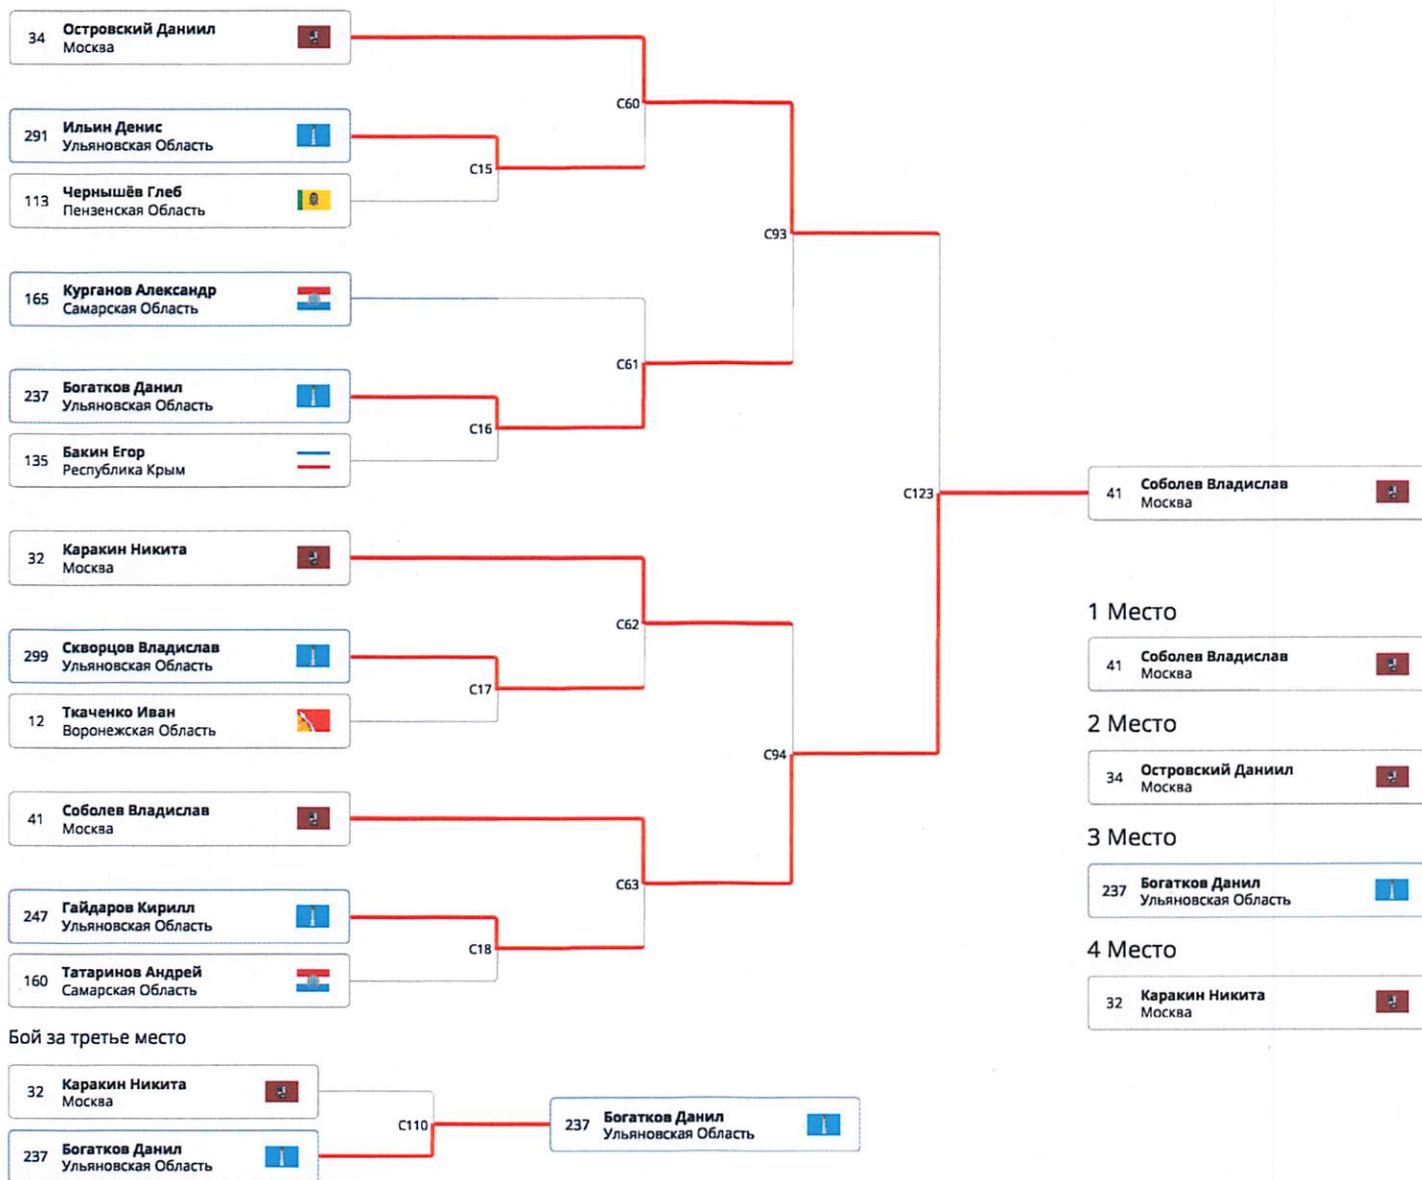 34 Островский Даниил
Москва
C60
291 Ильин Денис
Ульяновская Область
C15
113 Чернышёв Глеб
Пензенская Область
C93
165 Курганов Александр
Самарская Область
C61
237 Богатков Данил
Ульяновская Область
C16
135 Бакин Егор
Республика Крым
C123
41 Соболев Владислав
Москва
32 Каракин Никита
Москва
C62
299 Скворцов Владислав
Ульяновская Область
C17
12 Ткаченко Иван
Воронежская Область
C94
41 Соболев Владислав
Москва
C63
247 Гайдаров Кирилл
Ульяновская Область
C18
160 Татаринов Андрей
Самарская Область
1 Место
41 Соболев Владислав
Москва
2 Место
34 Островский Даниил
Москва
3 Место
237 Богатков Данил
Ульяновская Область
4 Место
32 Каракин Никита
Москва
Бой за третье место
32 Каракин Никита
Москва
C110
237 Богатков Данил
Ульяновская Область
237 Богатков Данил
Ульяновская Область